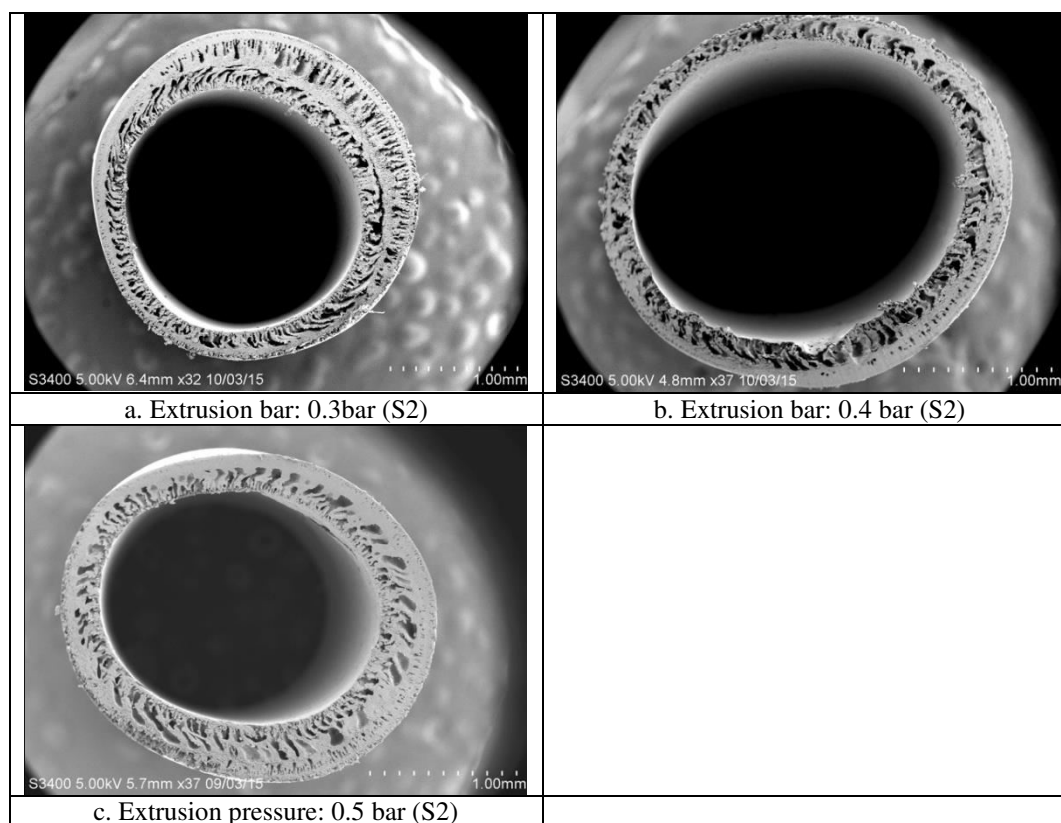 S3400 5.00kV 6.4mm x32 10/03/15
1.00mm
S3400 5.00kV 4.8mm x37 10/03/15
1.00mm
a. Extrusion bar: 0.3bar (S2)
b. Extrusion bar: 0.4 bar (S2)
S3400 5.00kV 5.7mm x37 09/03/15
1.00mm
c. Extrusion pressure: 0.5 bar (S2)